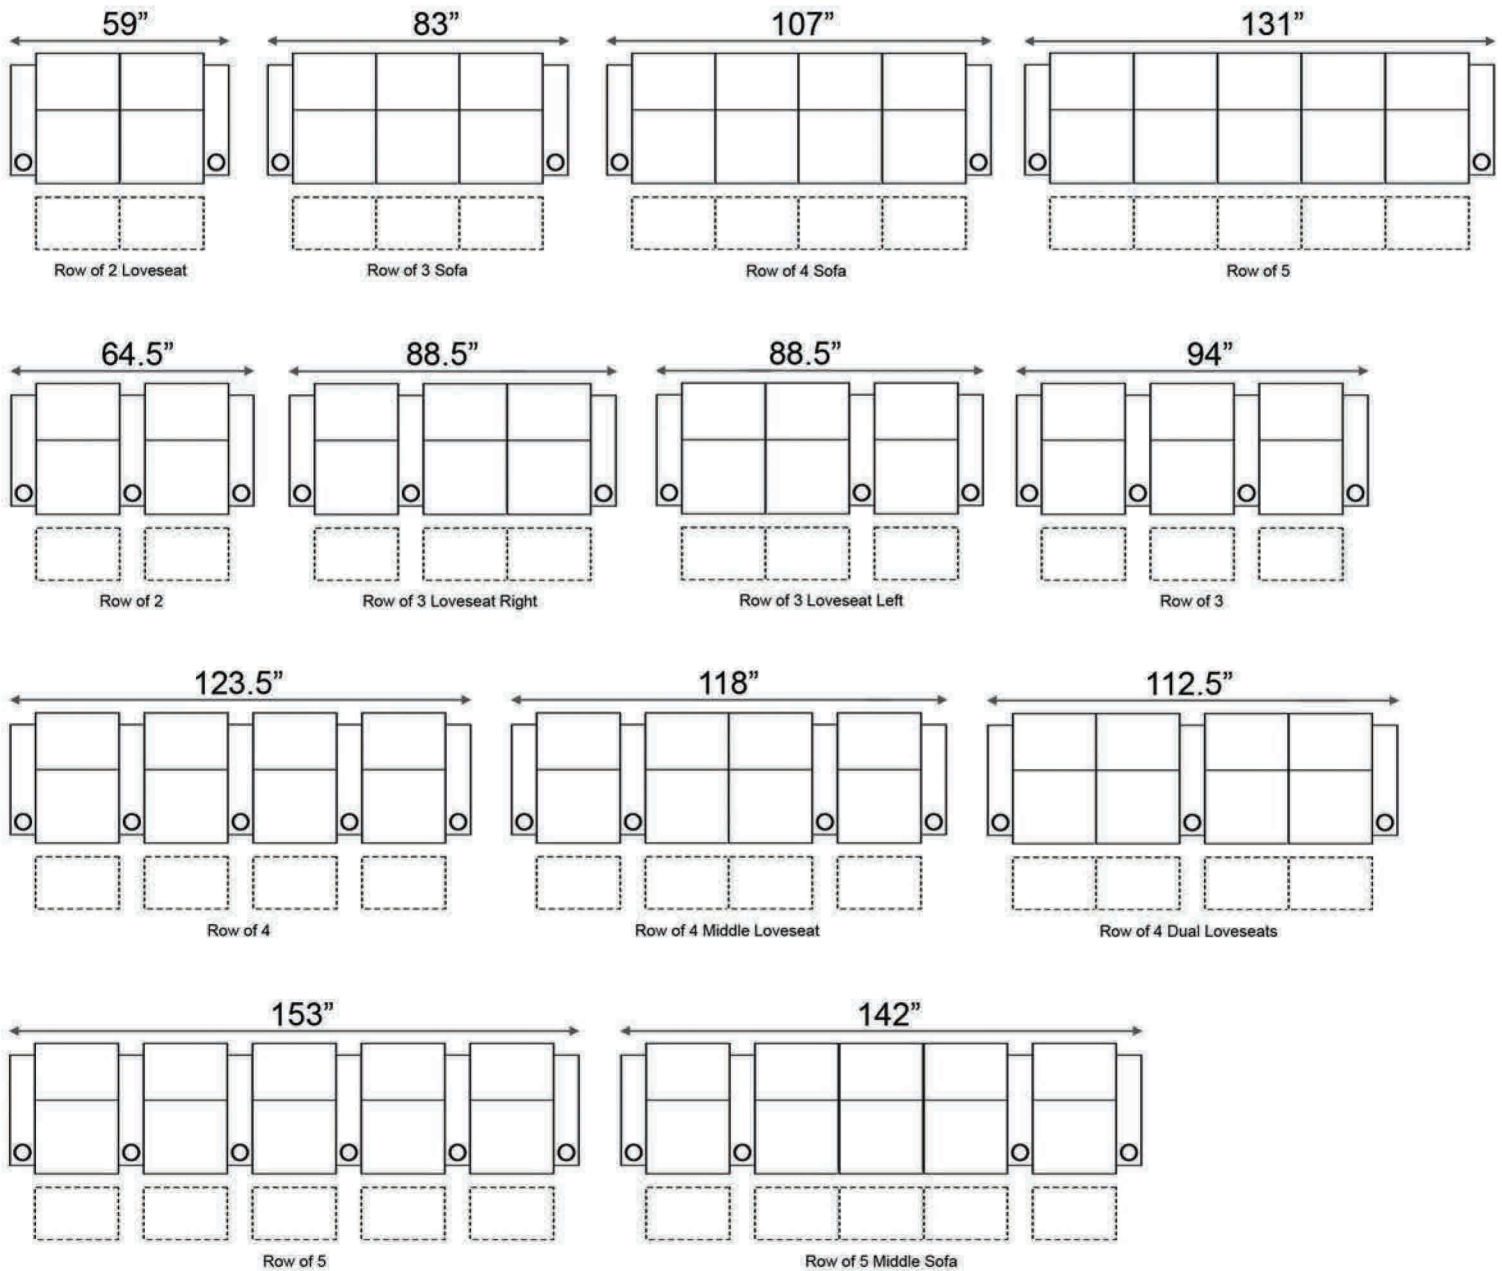 59” 83” 107” 131”
Row of 2 Loveseat Row of 3 Sofa Row of 4 Sofa Row of 5
64.5” 88.5” 88.5” 94”
Row of 2 Row of 3 Loveseat Right Row of 3 Loveseat Left Row of 3
123.5” 118” 112.5”
Row of 4 Row of 4 Middle Loveseat Row of 4 Dual Loveseats
153” 142”
Row of 5 Row of 5 Middle Sofa